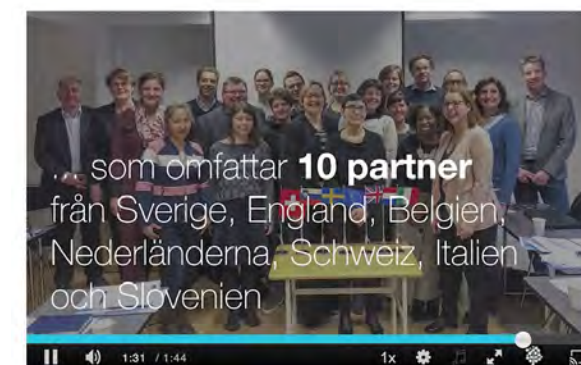 ... som omfattar 10 partner
från Sverige, England, Belgien,
Nederländerna, Schweiz, Italien
och Slovenien
1:31 / 1:44
1x